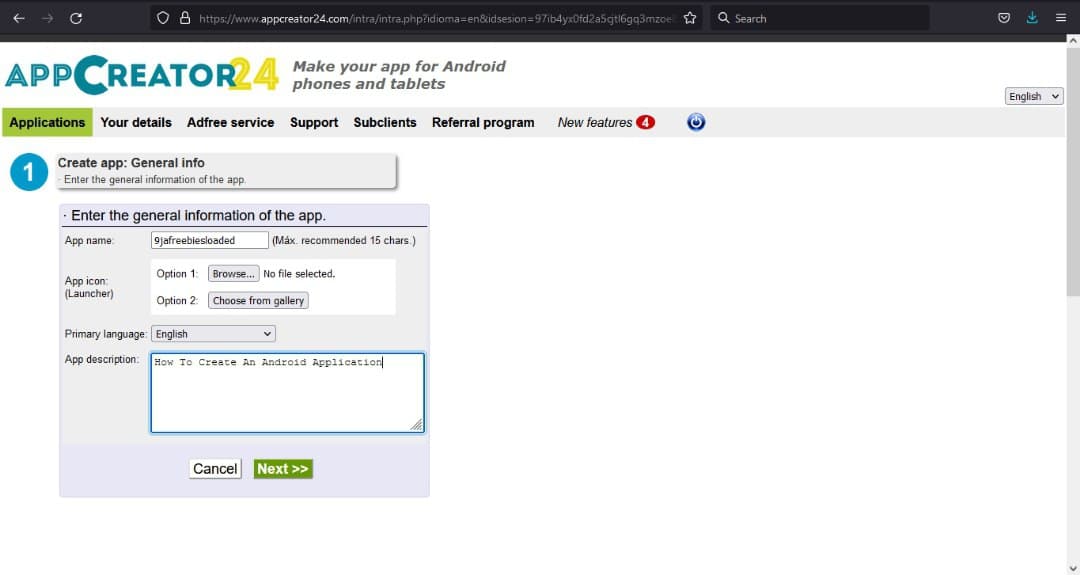 https://www.appcreator24.com/intra/intra.php?idioma=en&idsesion=97ib4yx0fd2a5cjtl6gq3mzoe
Search
APPCREATOR24
Make your app for Android
phones and tablets
English
Applications Your details Adfree service Support Subclients Referral program New features 4
1
Create app: General info
· Enter the general information of the app.
· Enter the general information of the app.
App name: 9jafreebiesloaded (Máx. recommended 15 chars.)
App icon:
(Launcher)
Option 1: Browse... No file selected.
Option 2: Choose from gallery
Primary language: English
App description: How To Create An Android Application
Cancel Next >>